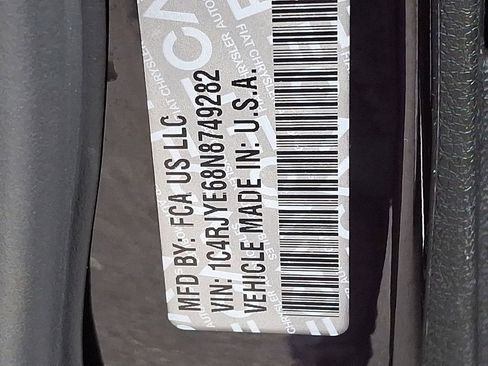 MFD BY: FCA US LLC
VIN: 1C4RJYE68N8749282
VEHICLE MADE IN: U.S.A.